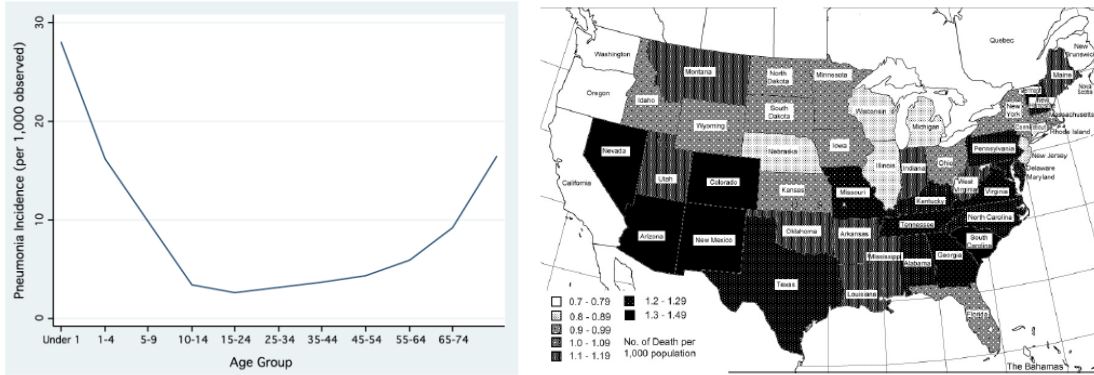 Pneumonia Incidence (per 1,000 observed)
30
20
10
0
Under 1 1-4 5-9 10-14 15-24 25-34 35-44 45-54 55-64 65-74
Age Group
Quebec
New
Brunswick
Washington
Montana
North
Dakota
Minnesota
Maine
Nova
Scotia
Oregon
Idaho
South
Dakota
Wisconsin
Michigan
New
York
Massachusetts
Wyoming
Connecticut
Rhode Island
Iowa
Nebraska
Pennsylvania
Nevada
Illinois
Indiana
Ohio
New Jersey
Utah
Delaware
Maryland
California
Colorado
Kansas
Missouri
West
Virginia
Virginia
Kentucky
North Carolina
Tennessee
Arizona
New Mexico
Oklahoma
Arkansas
South
Carolina
Mississippi
Alabama
Georgia
Texas
Louisiana
Florida
0.7 - 0.79
0.8 - 0.89
0.9 - 0.99
1.0 - 1.09
1.1 - 1.19
1.2 - 1.29
1.3 - 1.49
No. of Death per
1,000 population
The Bahamas